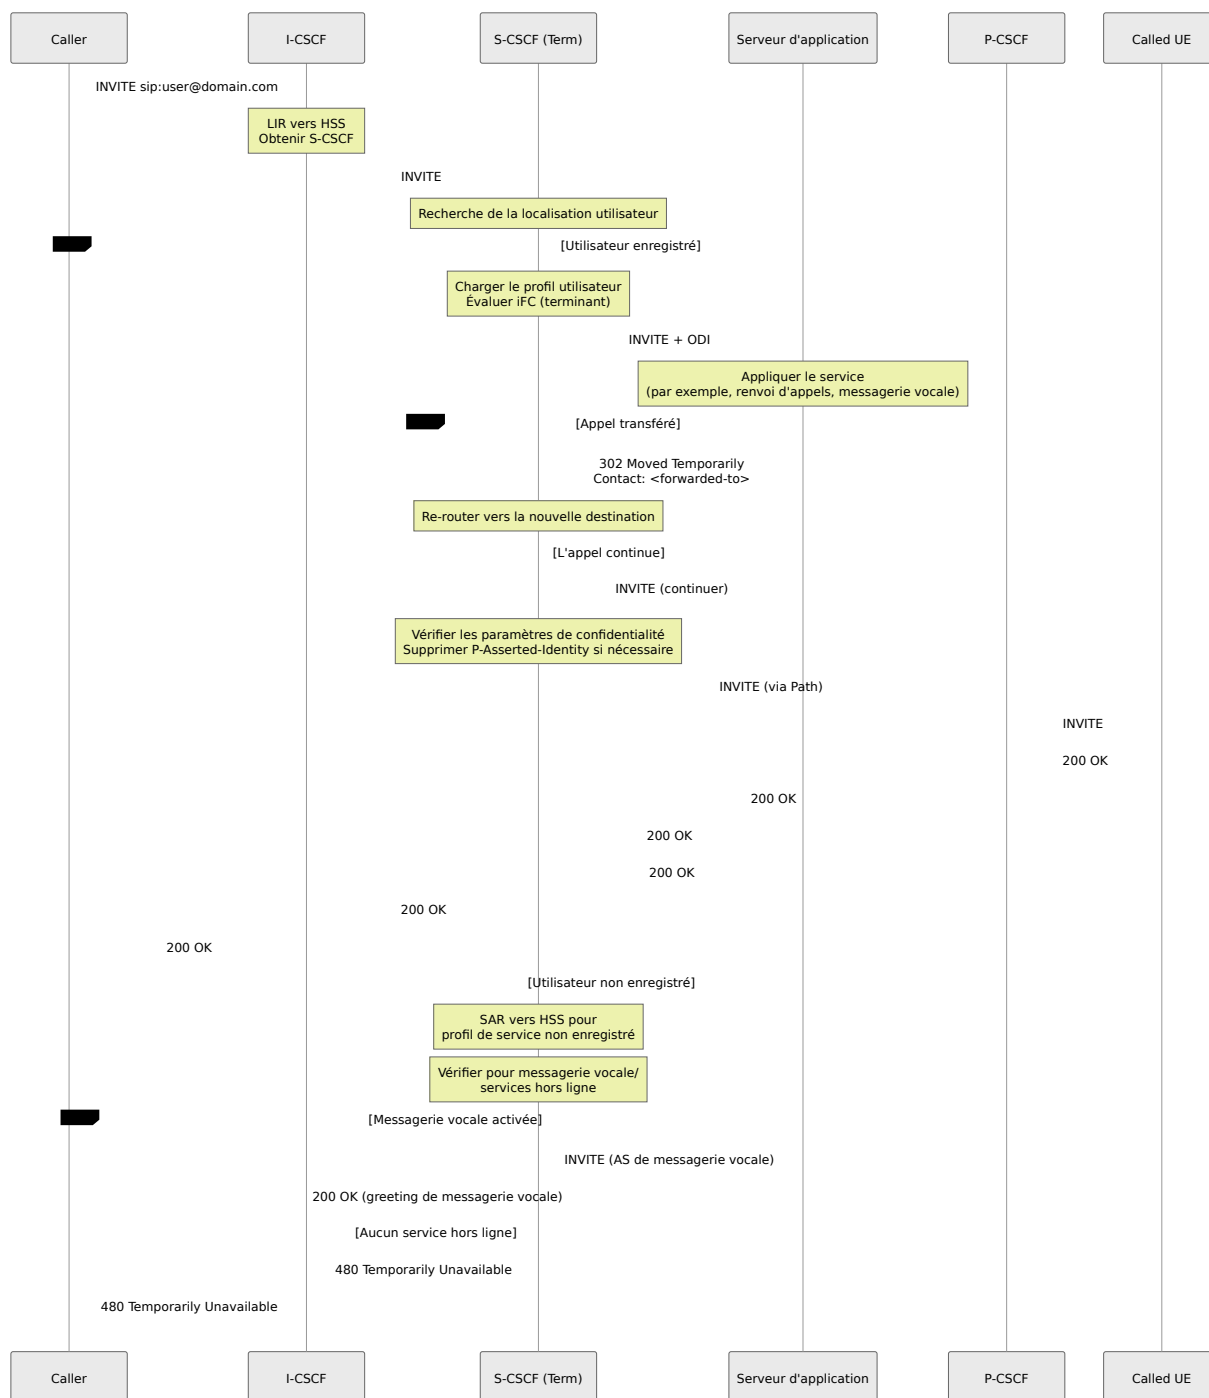 Caller
I-CSCF
S-CSCF (Term)
Serveur d'application
P-CSCF
Called UE
INVITE sip:user@domain.com
LIR vers HSS
Obtenir S-CSCF
INVITE
Recherche de la localisation utilisateur
[Utilisateur enregistré]
Charger le profil utilisateur
Évaluer iFC (terminant)
INVITE + ODI
Appliquer le service
(par exemple, renvoi d'appels, messagerie vocale)
[Appel transféré]
302 Moved Temporarily
Contact: <forwarded-to>
Re-router vers la nouvelle destination
[L'appel continue]
INVITE (continuer)
Vérifier les paramètres de confidentialité
Supprimer P-Asserted-Identity si nécessaire
INVITE (via Path)
INVITE
200 OK
200 OK
200 OK
200 OK
200 OK
200 OK
[Utilisateur non enregistré]
SAR vers HSS pour
profil de service non enregistré
Vérifier pour messagerie vocale/
services hors ligne
[Messagerie vocale activée]
INVITE (AS de messagerie vocale)
200 OK (greeting de messagerie vocale)
[Aucun service hors ligne]
480 Temporarily Unavailable
480 Temporarily Unavailable
Caller
I-CSCF
S-CSCF (Term)
Serveur d'application
P-CSCF
Called UE